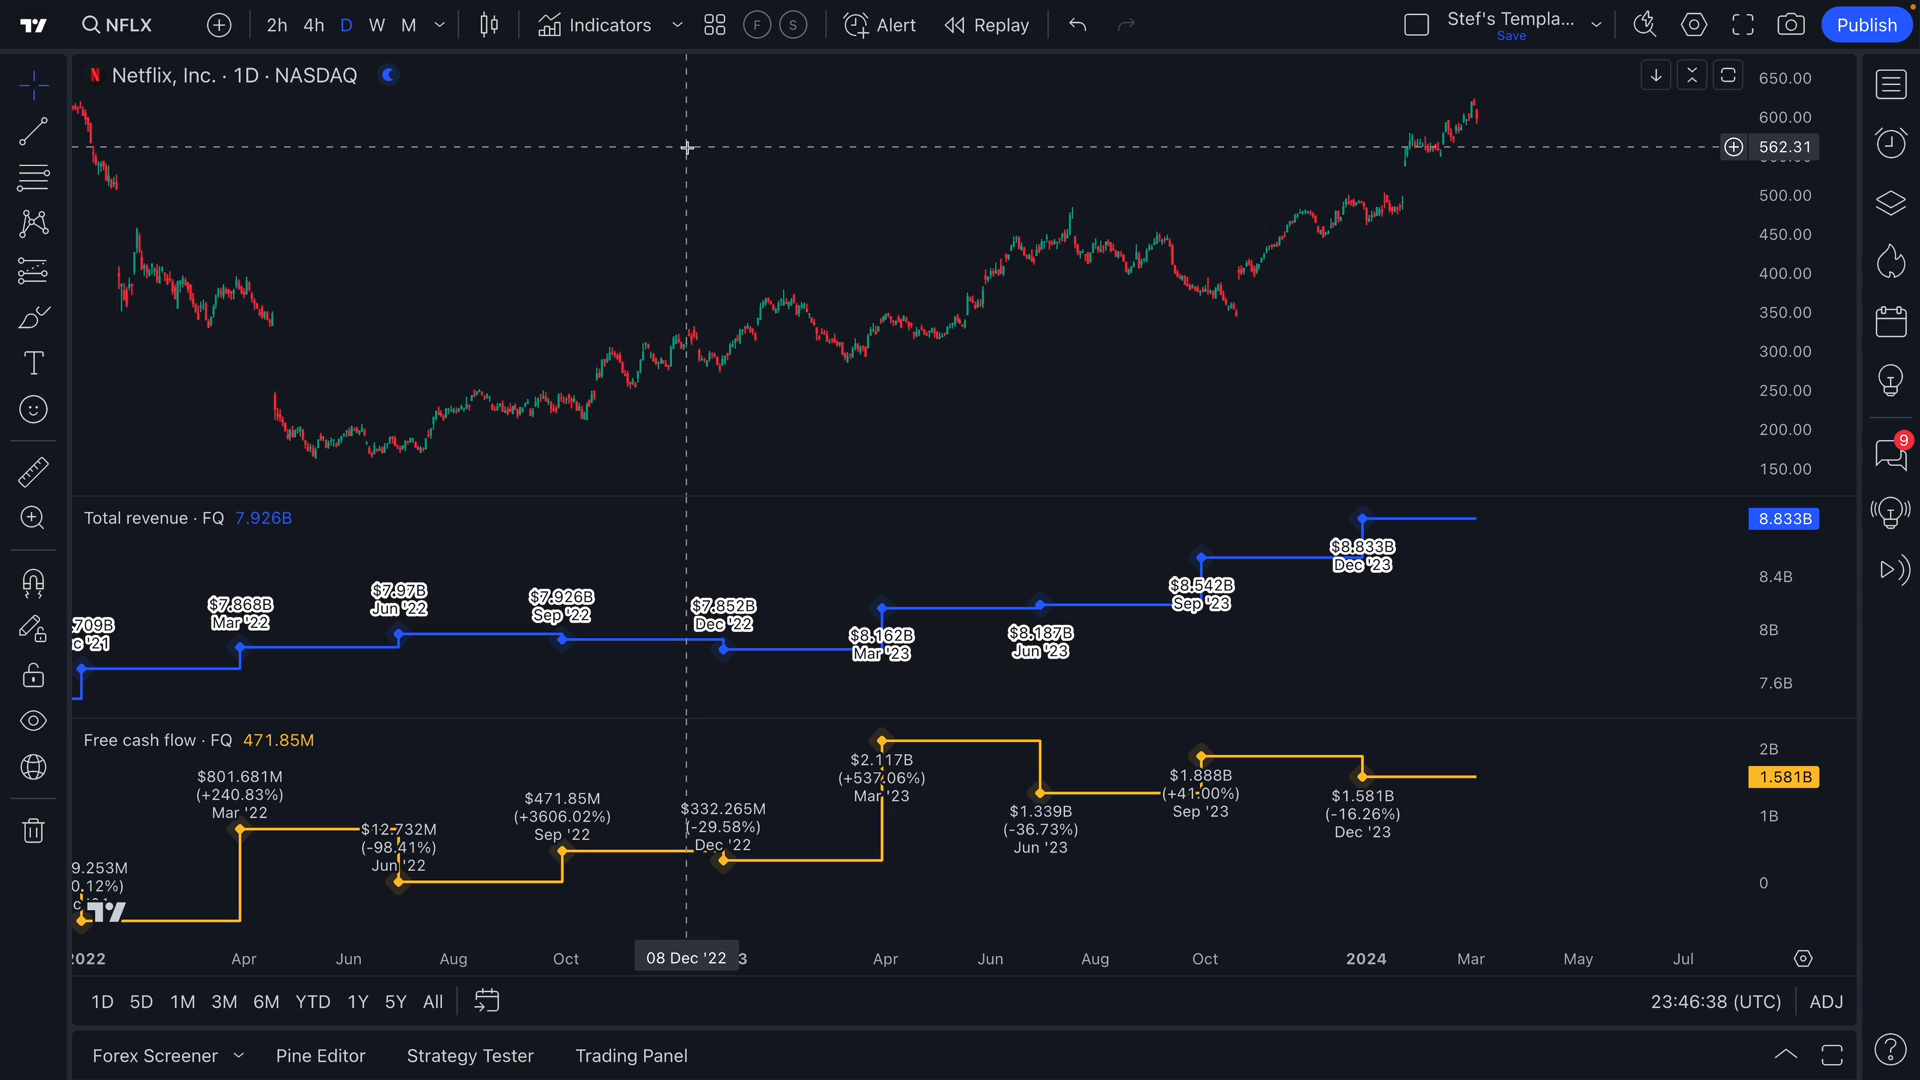 NFLX
2h 4h D W M
Indicators
F
S
Alert
Replay
Stef's Templa...
Save
Publish
N Netflix, Inc. · 1D · NASDAQ
650.00
600.00
562.31
500.00
450.00
400.00
350.00
300.00
250.00
200.00
150.00
9
Total revenue · FQ 7.926B
8.833B
8.4B
8B
7.6B
.709B
c '21
$7.868B
Mar '22
$7.97B
Jun '22
$7.926B
Sep '22
$7.852B
Dec '22
$8.162B
Mar '23
$8.187B
Jun '23
$8.542B
Sep '23
$8.833B
Dec '23
Free cash flow · FQ 471.85M
2B
1.581B
1B
0
9.253M
0.12%)
$801.681M
(+240.83%)
Mar '22
$12.732M
(-98.41%)
Jun '22
$471.85M
(+3606.02%)
Sep '22
$332.265M
(-29.58%)
Dec '22
$2.117B
(+537.06%)
Mar '23
$1.339B
(-36.73%)
Jun '23
$1.888B
(+41.00%)
Sep '23
$1.581B
(-16.26%)
Dec '23
2022 Apr Jun Aug Oct 08 Dec '22 3 Apr Jun Aug Oct 2024 Mar May Jul
1D 5D 1M 3M 6M YTD 1Y 5Y All
23:46:38 (UTC) ADJ
Forex Screener Pine Editor Strategy Tester Trading Panel